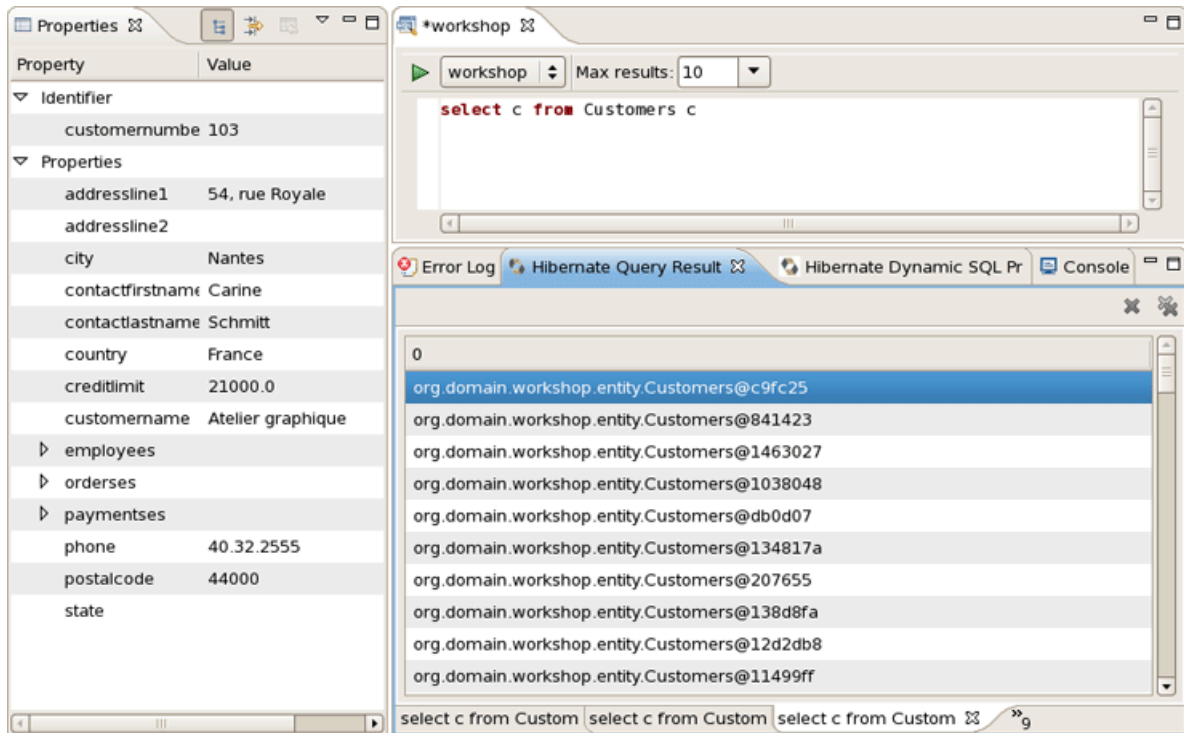 Properties
Property Value
Identifier
customernumbe 103
Properties
addressline1 54, rue Royale
addressline2
city Nantes
contactfirstname Carine
contactlastname Schmitt
country France
creditlimit 21000.0
customername Atelier graphique
employees
orderses
paymentses
phone 40.32.2555
postalcode 44000
state
*workshop
workshop Max results: 10
select c from Customers c
Error Log Hibernate Query Result Hibernate Dynamic SQL Pr Console
0
org.domain.workshop.entity.Customers@c9fc25
org.domain.workshop.entity.Customers@841423
org.domain.workshop.entity.Customers@1463027
org.domain.workshop.entity.Customers@1038048
org.domain.workshop.entity.Customers@db0d07
org.domain.workshop.entity.Customers@134817a
org.domain.workshop.entity.Customers@207655
org.domain.workshop.entity.Customers@138d8fa
org.domain.workshop.entity.Customers@12d2db8
org.domain.workshop.entity.Customers@11499ff
select c from Custom select c from Custom select c from Custom »9